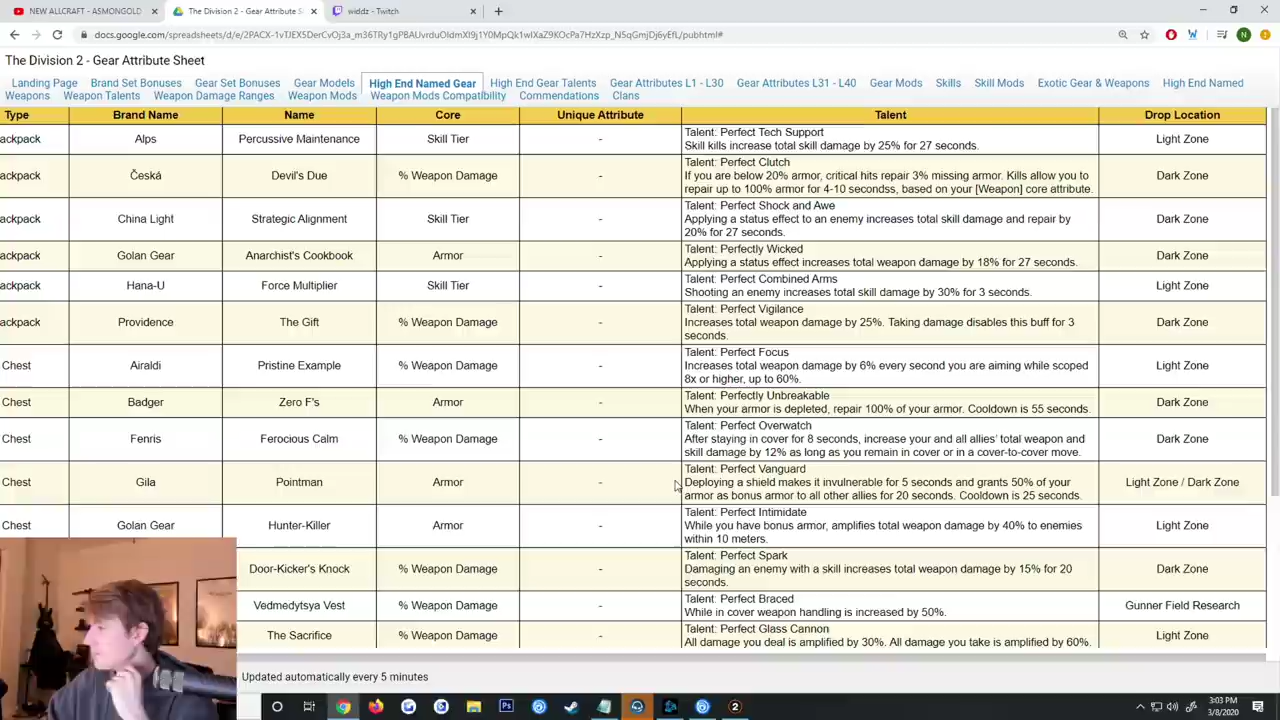 NEW ALLCRAFT - ASMONGOLD
The Division 2 - Gear Attribute S
widdz - Twitch
docs.google.com/spreadsheets/d/e/2PACX-1vTJEX5DerCvOj3a_m36TRy1gPBAUvrduOldmXI9j1Y0MpQk1wIXaZ9KOcPa7HzXzp_N5qGmjDj6yEfL/pubhtml#
The Division 2 - Gear Attribute Sheet
Landing Page Brand Set Bonuses Gear Set Bonuses Gear Models High End Named Gear High End Gear Talents Gear Attributes L1 - L30 Gear Attributes L31 - L40 Gear Mods Skills Skill Mods Exotic Gear & Weapons High End Named
Weapons Weapon Talents Weapon Damage Ranges Weapon Mods Weapon Mods Compatibility Commendations Clans
Type Brand Name Name Core Unique Attribute Talent Drop Location
ackpack Alps Percussive Maintenance Skill Tier - Talent: Perfect Tech Support
Skill kills increase total skill damage by 25% for 27 seconds. Light Zone
ackpack Česká Devil's Due % Weapon Damage - Talent: Perfect Clutch
If you are below 20% armor, critical hits repair 3% missing armor. Kills allow you to
repair up to 100% armor for 4-10 secondss, based on your [Weapon] core attribute. Dark Zone
ackpack China Light Strategic Alignment Skill Tier - Talent: Perfect Shock and Awe
Applying a status effect to an enemy increases total skill damage and repair by
20% for 27 seconds. Dark Zone
ackpack Golan Gear Anarchist's Cookbook Armor - Talent: Perfectly Wicked
Applying a status effect increases total weapon damage by 18% for 27 seconds. Dark Zone
ackpack Hana-U Force Multiplier Skill Tier - Talent: Perfect Combined Arms
Shooting an enemy increases total skill damage by 30% for 3 seconds. Light Zone
ackpack Providence The Gift % Weapon Damage - Talent: Perfect Vigilance
Increases total weapon damage by 25%. Taking damage disables this buff for 3
seconds. Dark Zone
Chest Airaldi Pristine Example % Weapon Damage - Talent: Perfect Focus
Increases total weapon damage by 6% every second you are aiming while scoped
8x or higher, up to 60%. Light Zone
Chest Badger Zero F's Armor - Talent: Perfectly Unbreakable
When your armor is depleted, repair 100% of your armor. Cooldown is 55 seconds. Dark Zone
Chest Fenris Ferocious Calm % Weapon Damage - Talent: Perfect Overwatch
After staying in cover for 8 seconds, increase your and all allies' total weapon and
skill damage by 12% as long as you remain in cover or in a cover-to-cover move. Dark Zone
Chest Gila Pointman Armor - Talent: Perfect Vanguard
Deploying a shield makes it invulnerable for 5 seconds and grants 50% of your
armor as bonus armor to all other allies for 20 seconds. Cooldown is 25 seconds. Light Zone / Dark Zone
Chest Golan Gear Hunter-Killer Armor - Talent: Perfect Intimidate
While you have bonus armor, amplifies total weapon damage by 40% to enemies
within 10 meters. Light Zone
Door-Kicker's Knock % Weapon Damage - Talent: Perfect Spark
Damaging an enemy with a skill increases total weapon damage by 15% for 20
seconds. Dark Zone
Vedmedytsya Vest % Weapon Damage - Talent: Perfect Braced
While in cover weapon handling is increased by 50%. Gunner Field Research
The Sacrifice % Weapon Damage - Talent: Perfect Glass Cannon
All damage you deal is amplified by 30%. All damage you take is amplified by 60%. Light Zone
Updated automatically every 5 minutes
3:03 PM
3/8/2020